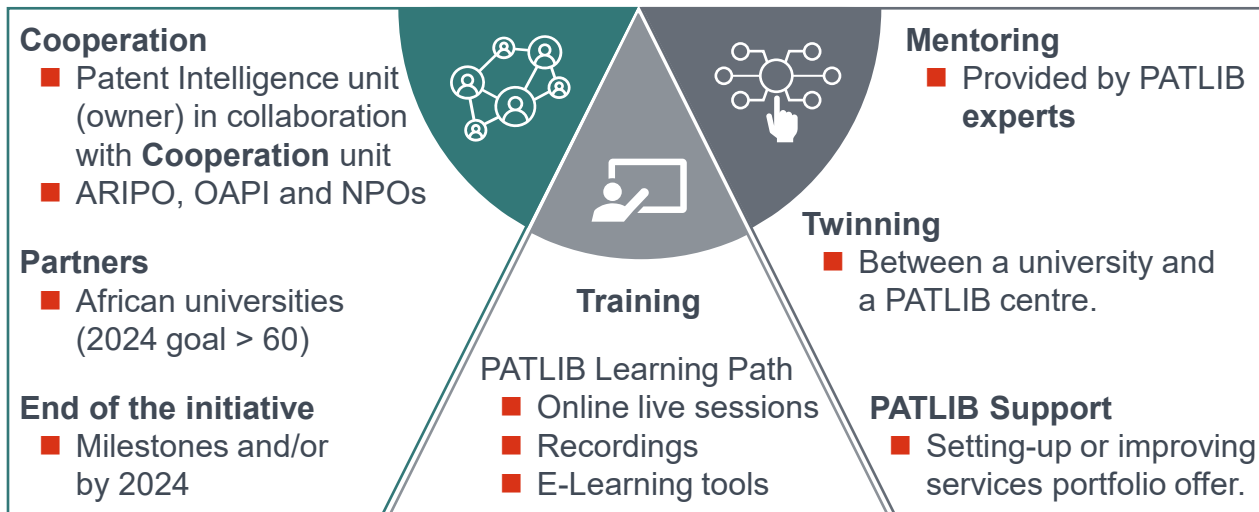 Cooperation
Patent Intelligence unit
(owner) in collaboration
with Cooperation unit
ARIPO, OAPI and NPOs
Partners
African universities
(2024 goal > 60)
End of the initiative
Milestones and/or
by 2024
Training
PATLIB Learning Path
Online live sessions
Recordings
E-Learning tools
Mentoring
Provided by PATLIB
experts
Twinning
Between a university and
a PATLIB centre.
PATLIB Support
Setting-up or improving
services portfolio offer.